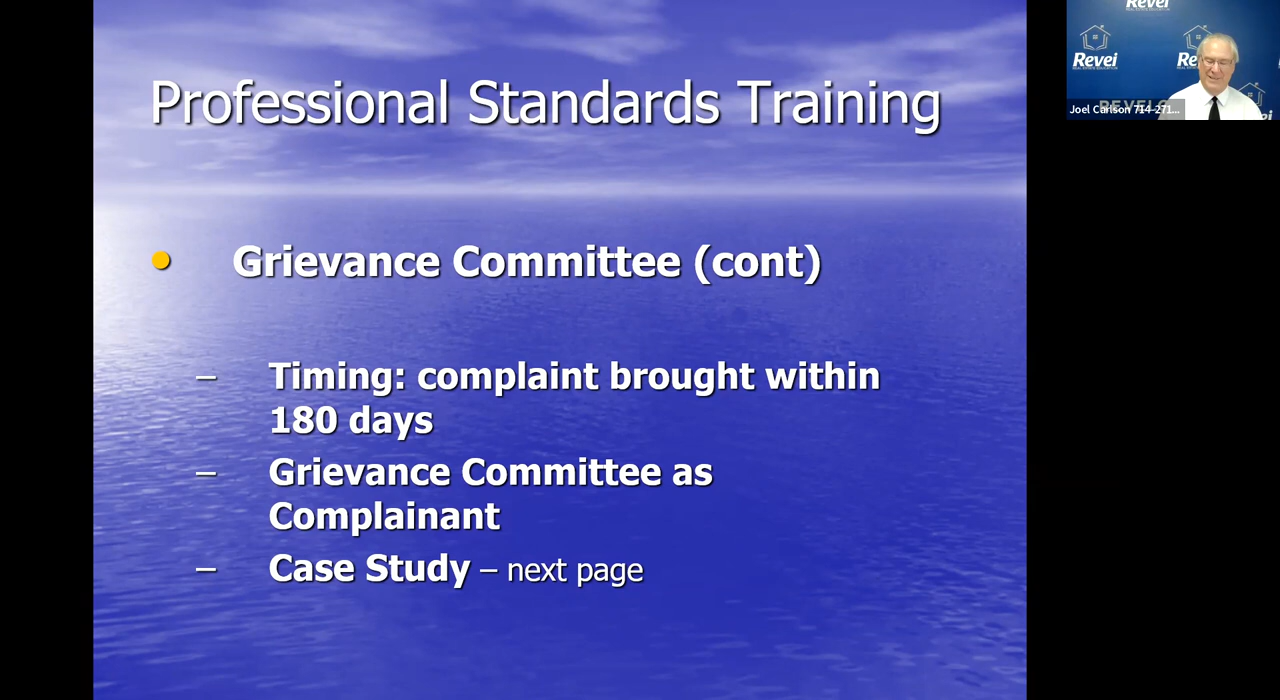 Professional Standards Training
• Grievance Committee (cont)
– Timing: complaint brought within
180 days
– Grievance Committee as
Complainant
– Case Study – next page
Revei
Revei
Joel Carlson 714-271...